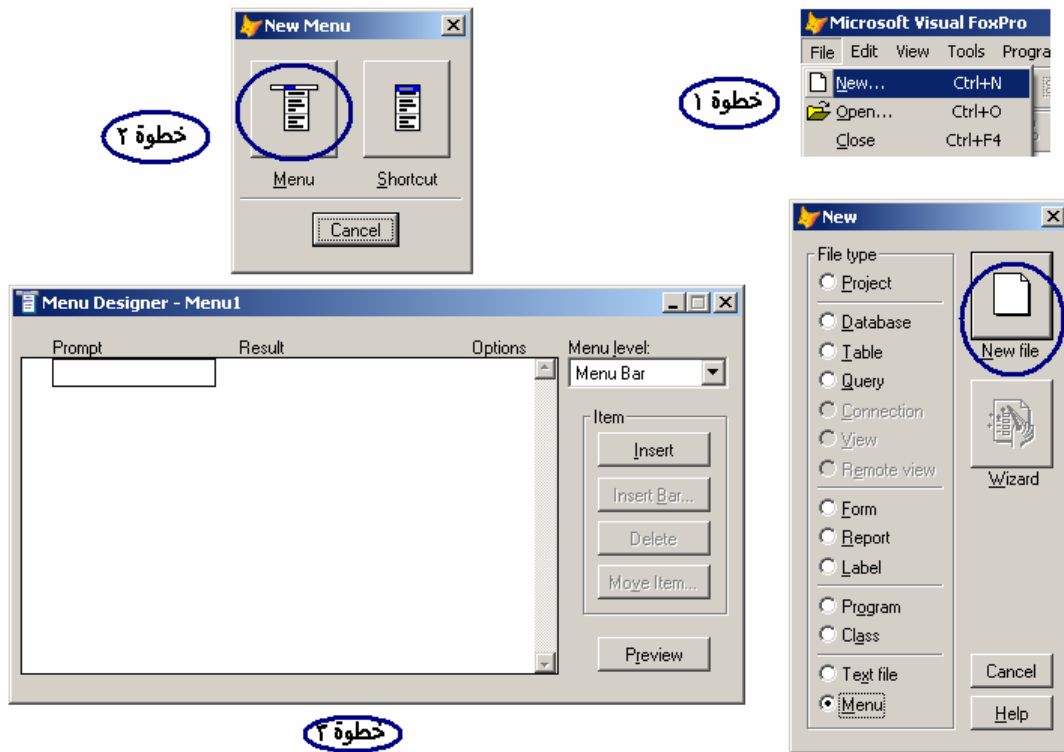 Microsoft Visual FoxPro
File Edit View Tools Progra
New... Ctrl+N
Open... Ctrl+O
Close Ctrl+F4
خطوة ١
New
File type
Project
Database
Table
Query
Connection
View
Remote view
Form
Report
Label
Program
Class
Text file
Menu
New file
Wizard
Cancel
Help
New Menu
Menu
Shortcut
Cancel
خطوة ٢
Menu Designer - Menu1
Prompt Result Options
Menu level:
Menu Bar
Item
Insert
Insert Bar...
Delete
Move Item...
Preview
خطوة ٣